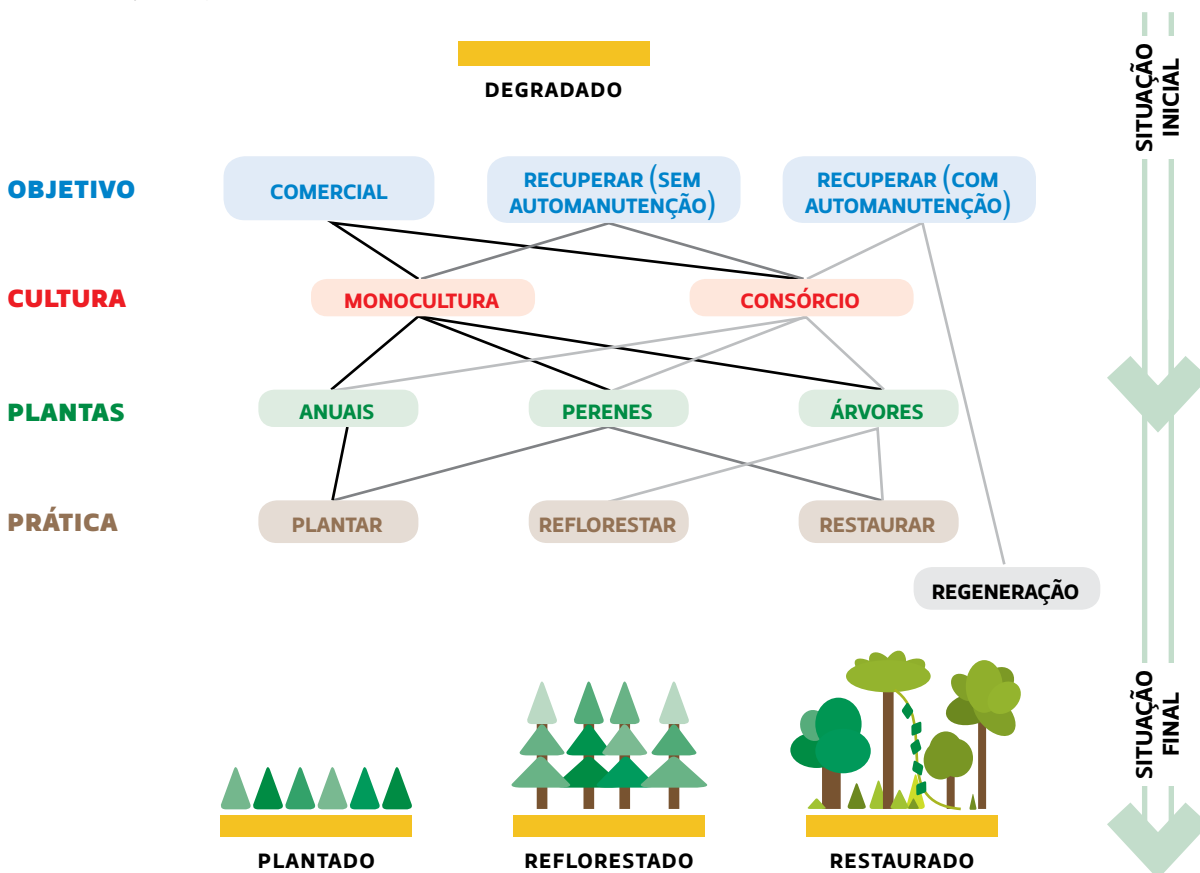 DEGRADADO
SITUAÇÃO
INICIAL
OBJETIVO
COMERCIAL
RECUPERAR (SEM
AUTOMANUTENÇÃO)
RECUPERAR (COM
AUTOMANUTENÇÃO)
CULTURA
MONOCULTURA
CONSÓRCIO
PLANTAS
ANUAIS
PERENES
ÁRVORES
PRÁTICA
PLANTAR
REFLORESTAR
RESTAURAR
REGENERAÇÃO
SITUAÇÃO
FINAL
PLANTADO
REFLORESTADO
RESTAURADO